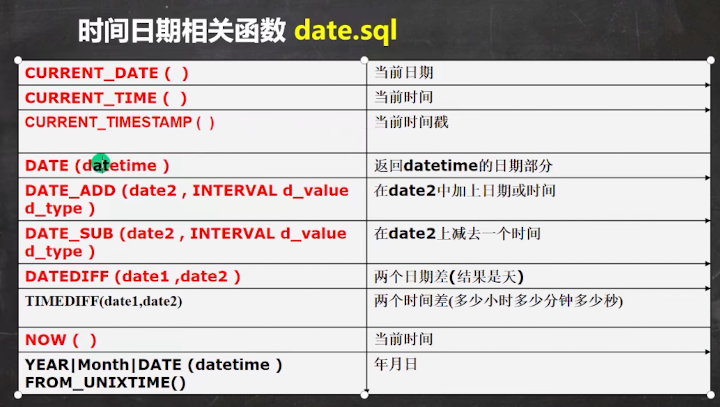 时间日期相关函数 date.sql
CURRENT_DATE ( )
当前日期
CURRENT_TIME ( )
当前时间
CURRENT_TIMESTAMP ( )
当前时间戳
DATE (datetime )
返回datetime的日期部分
DATE_ADD (date2 , INTERVAL d_value
d_type )
在date2中加上日期或时间
DATE_SUB (date2 , INTERVAL d_value
d_type )
在date2上减去一个时间
DATEDIFF (date1 ,date2 )
两个日期差(结果是天)
TIMEDIFF(date1,date2)
两个时间差(多少小时多少分钟多少秒)
NOW ( )
当前时间
YEAR|Month|DATE (datetime )
FROM_UNIXTIME()
年月日